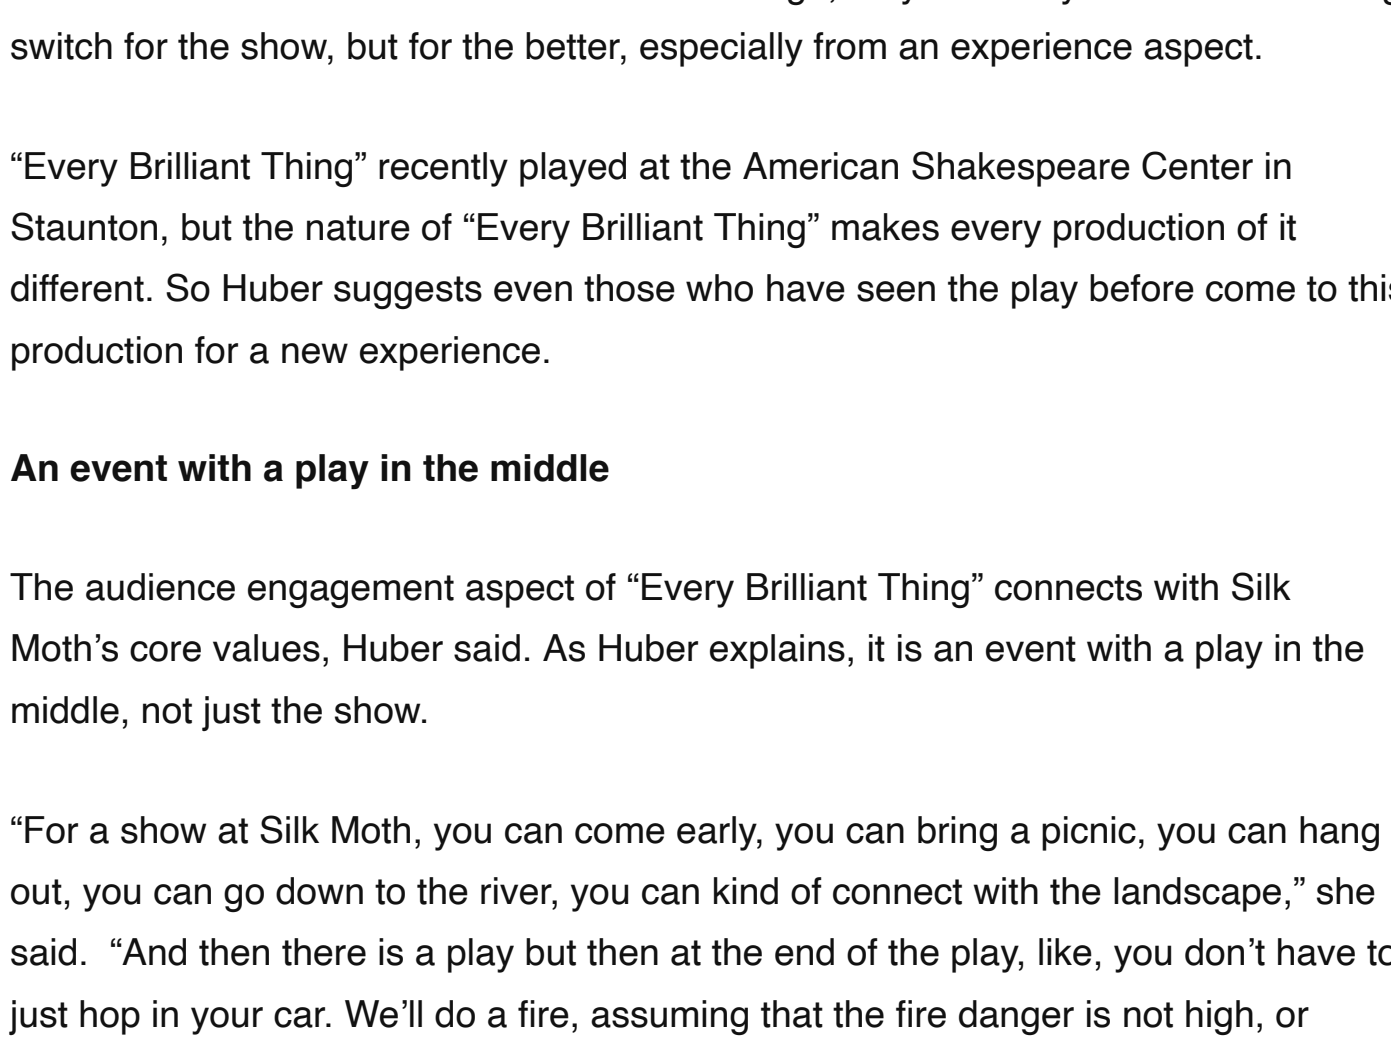 switch for the show, but for the better, especially from an experience aspect.
“Every Brilliant Thing” recently played at the American Shakespeare Center in
Staunton, but the nature of “Every Brilliant Thing” makes every production of it
different. So Huber suggests even those who have seen the play before come to this
production for a new experience.
An event with a play in the middle
The audience engagement aspect of “Every Brilliant Thing” connects with Silk
Moth’s core values, Huber said. As Huber explains, it is an event with a play in the
middle, not just the show.
“For a show at Silk Moth, you can come early, you can bring a picnic, you can hang
out, you can go down to the river, you can kind of connect with the landscape,” she
said.  “And then there is a play but then at the end of the play, like, you don’t have to
just hop in your car. We’ll do a fire, assuming that the fire danger is not high, or